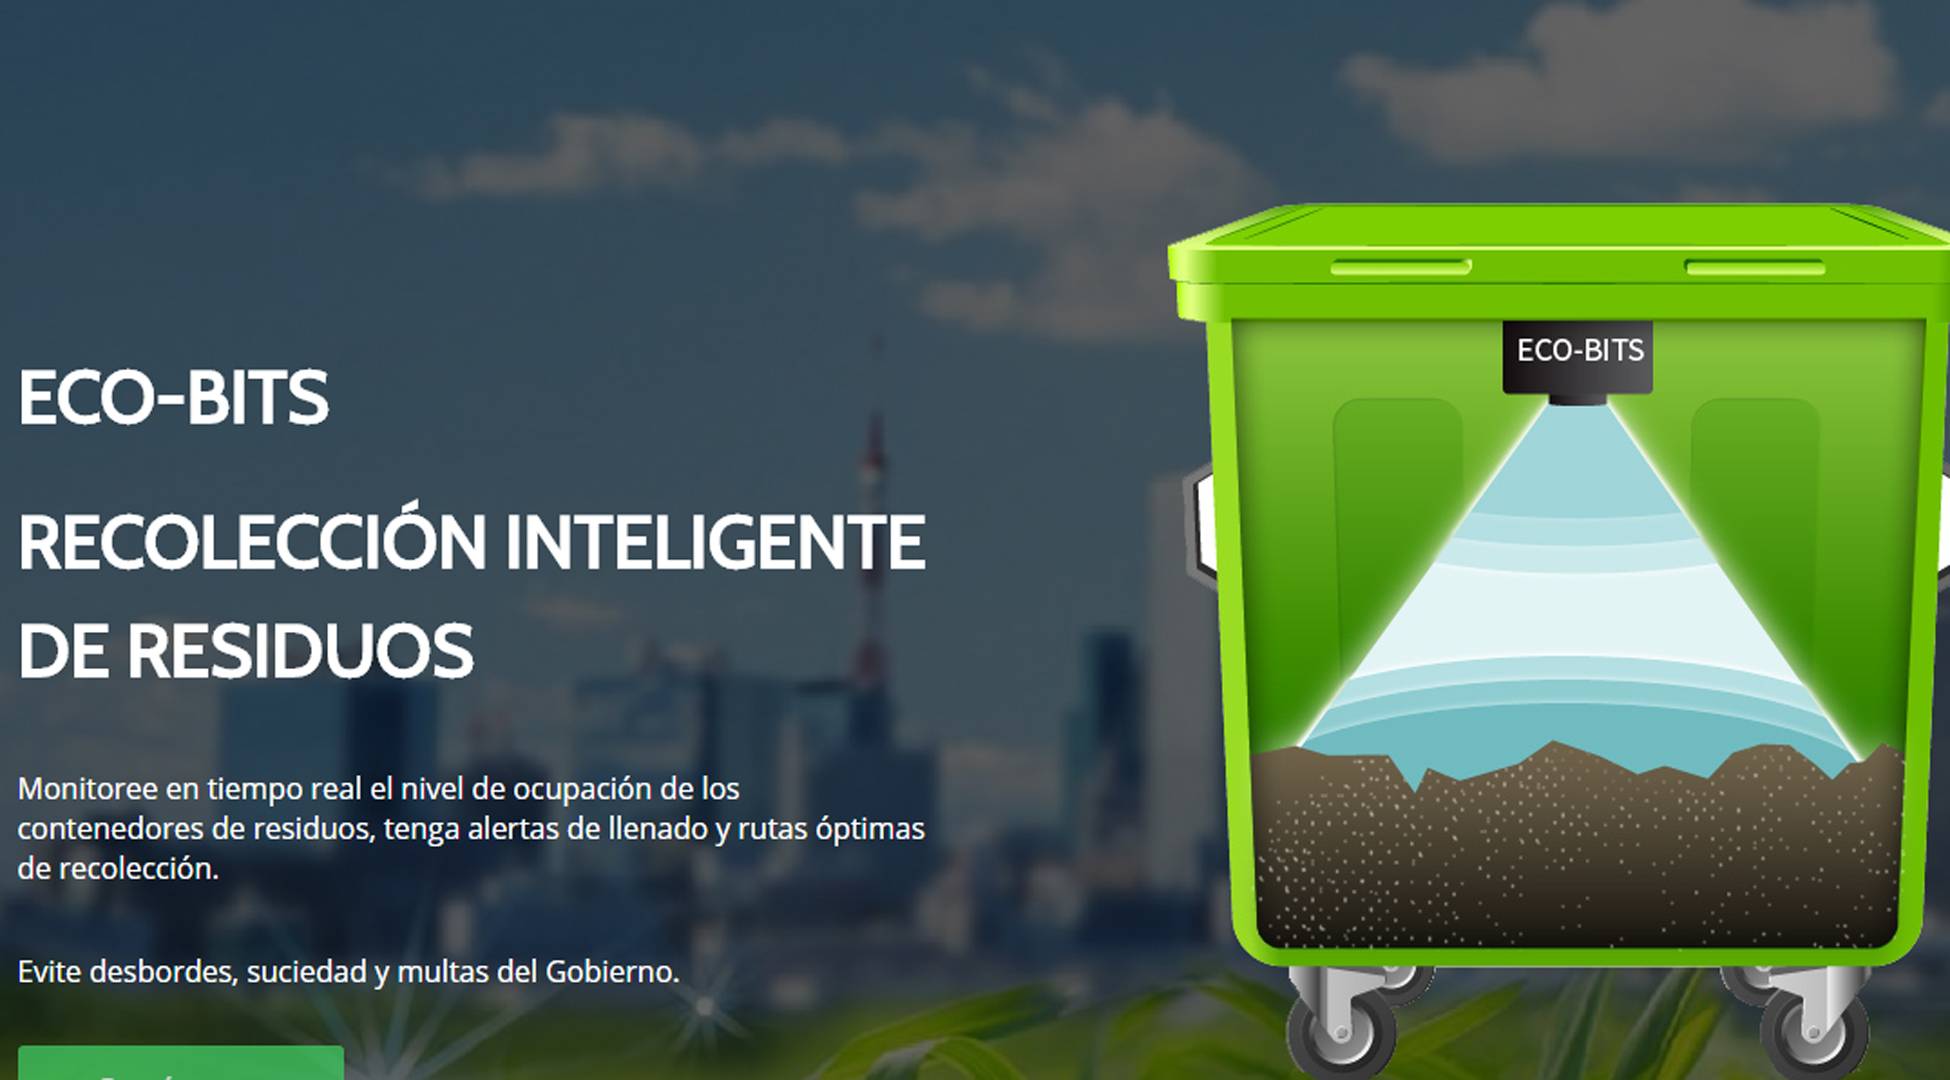 ECO-BITS
RECOLECCIÓN INTELIGENTE
DE RESIDUOS
Monitoree en tiempo real el nivel de ocupación de los
contenedores de residuos, tenga alertas de llenado y rutas óptimas
de recolección.
Evite desbordes, suciedad y multas del Gobierno.
ECO-BITS